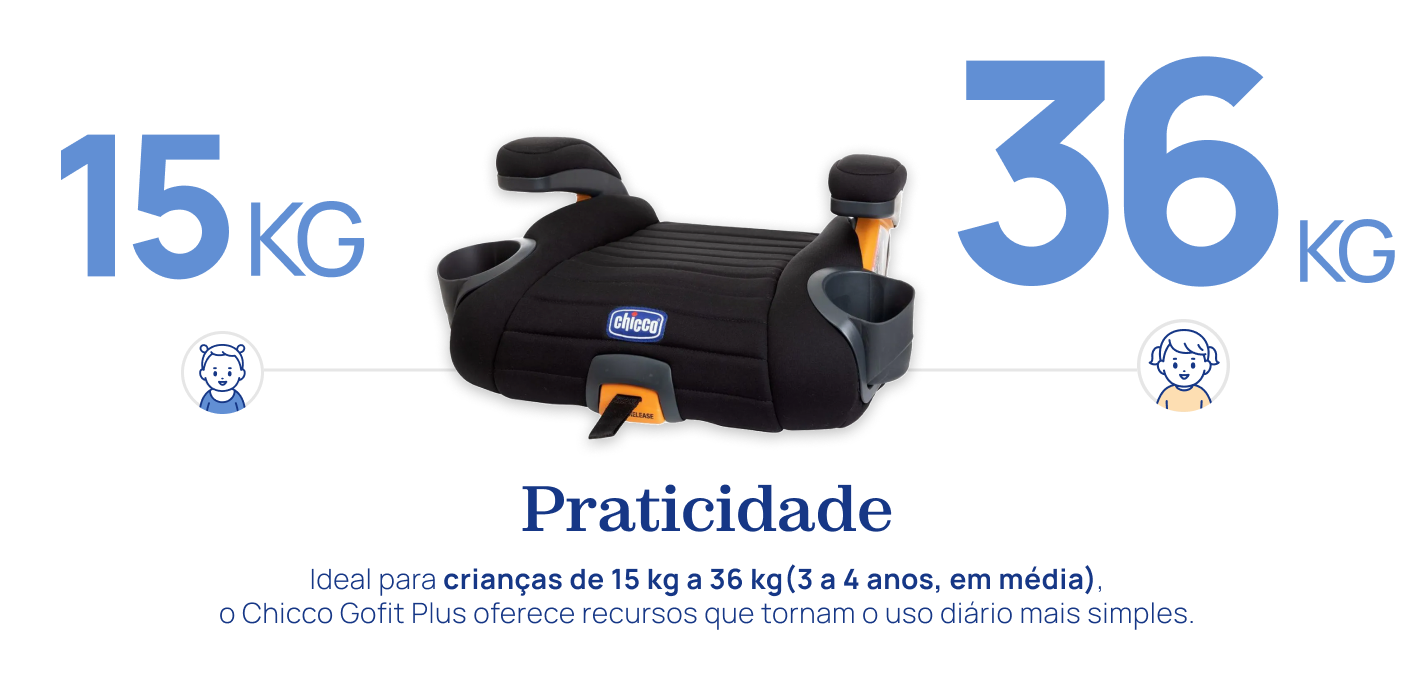 15 KG
36 KG
chicco
RELEASE
Praticidade
Ideal para crianças de 15 kg a 36 kg(3 a 4 anos, em média),
o Chicco Gofit Plus oferece recursos que tornam o uso diário mais simples.